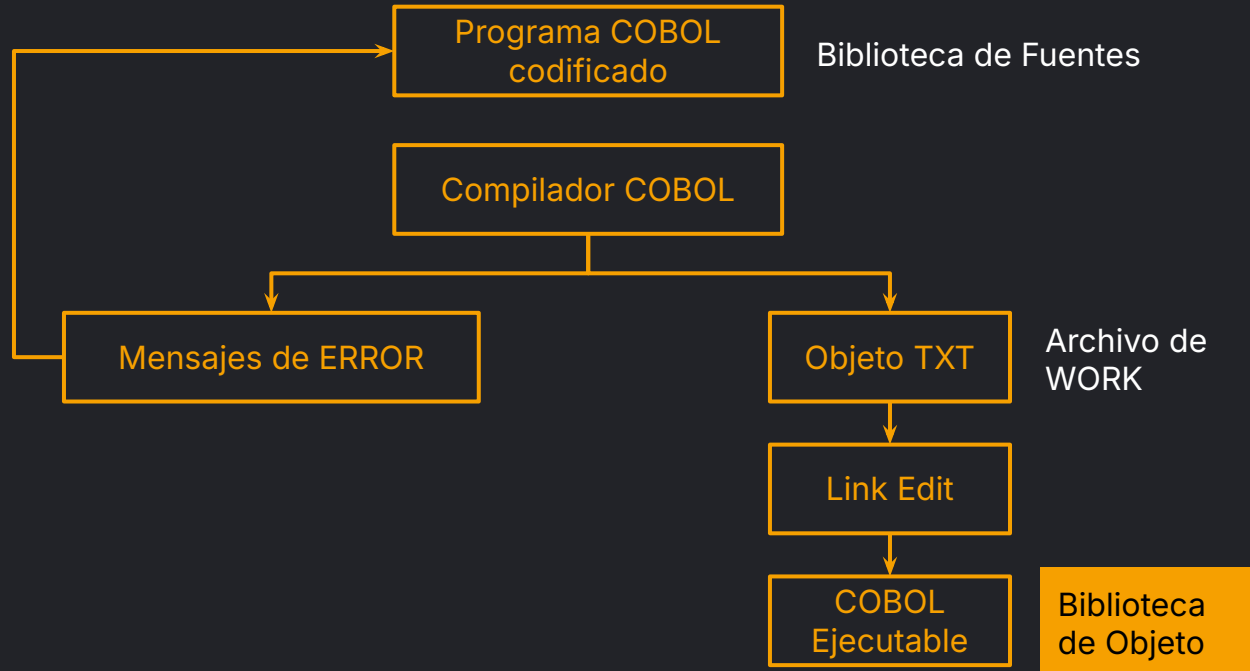 Programa COBOL
codificado
Biblioteca de Fuentes
Compilador COBOL
Mensajes de ERROR
Objeto TXT
Archivo de
WORK
Link Edit
COBOL
Ejecutable
Biblioteca
de Objeto